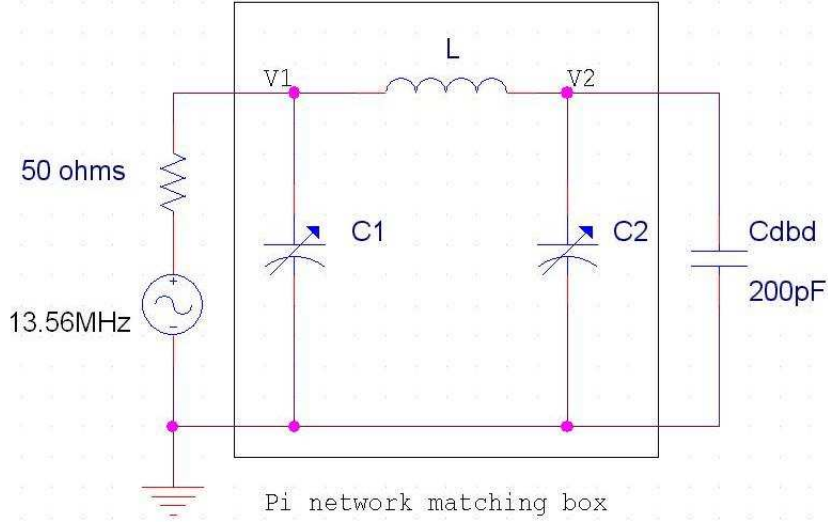 L
V1
V2
50 ohms
C1
C2
Cdbd
200pF
+
-
13.56MHz
Pi network matching box